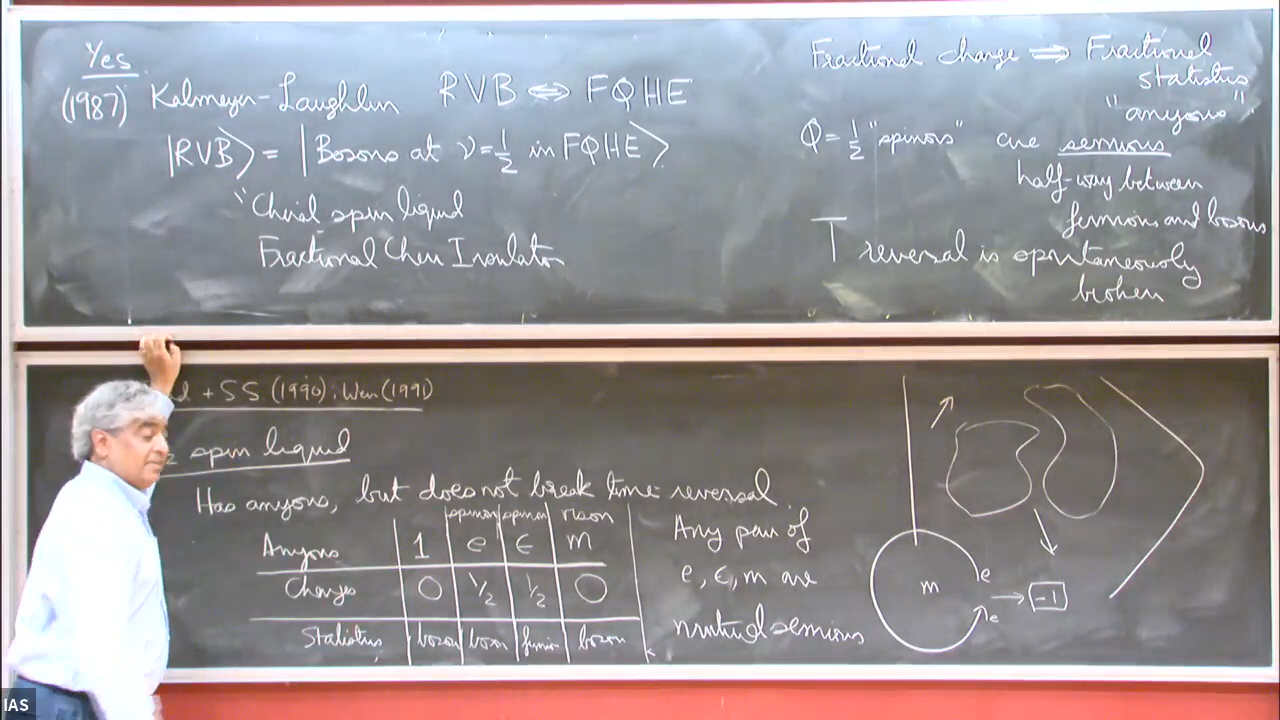 Yes
(1987) Kalmeyer-Laughlin RVB ⟺ FQHE
|RVB⟩ = |Bosons at ν=1/2 in FQHE⟩
"Chiral spin liquid
Fractional Chern Insulator
Fractional charge ⟹ Fractional
statistics
"anyons"
Q=1/2 "spinons" are semions
half-way between
fermions and bosons
T reversal is spontaneously
broken
+ SS (1990); Wen (1991)
2 spin liquid
Has anyons, but does not break time-reversal.
spinon spinon vison
Anyons 1 e ε m
Charges 0 1/2 1/2 0
Statistics boson boson fermion boson
Any pair of
e, ε, m are
mutual semions
m e → -1
e
IAS